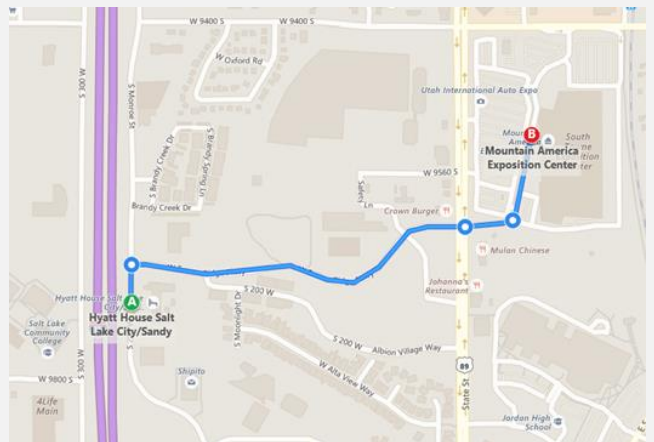 W 9400 S
W 9400 S
S 300 W
S Monroe St
W Oxford Rd
Utah International Auto Expo
S Brandy Creek Dr
S Brandy Spring Ln
B
Mountain America
Exposition Center
South
W 9560 S
Brandy Creek Dr
Ln
Crown Burger
Mulan Chinese
Johanna's
Restaurant
A
Hyatt House Salt
Lake City/Sandy
S 203 W
S Moonlight Dr
S 200 W
Albion Village Way
Salt Lake
Community
College
S 300 W
W 9800 S
Shipito
W Alta View Way
89
State St
4Life
Main
Jordan High
School